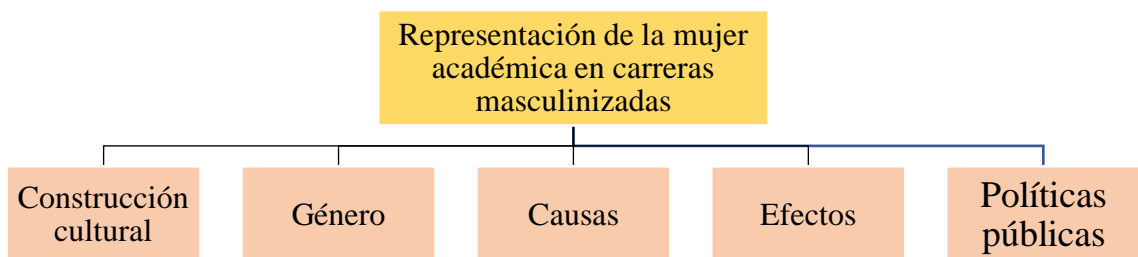 Representación de la mujer
académica en carreras
masculinizadas
Construcción
cultural
Género
Causas
Efectos
Políticas
públicas